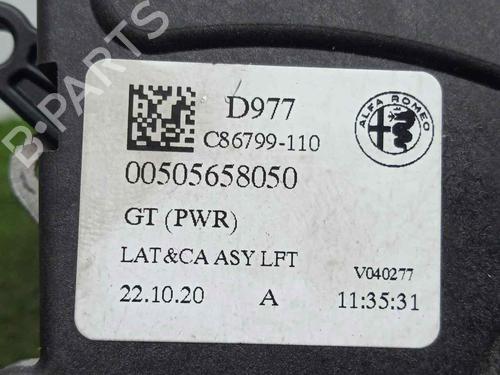 D977
C86799-110
ALFA ROMEO
00505658050
GT (PWR)
LAT&CA ASY LFT
V040277
22.10.20 A 11:35:31
B-PARTS